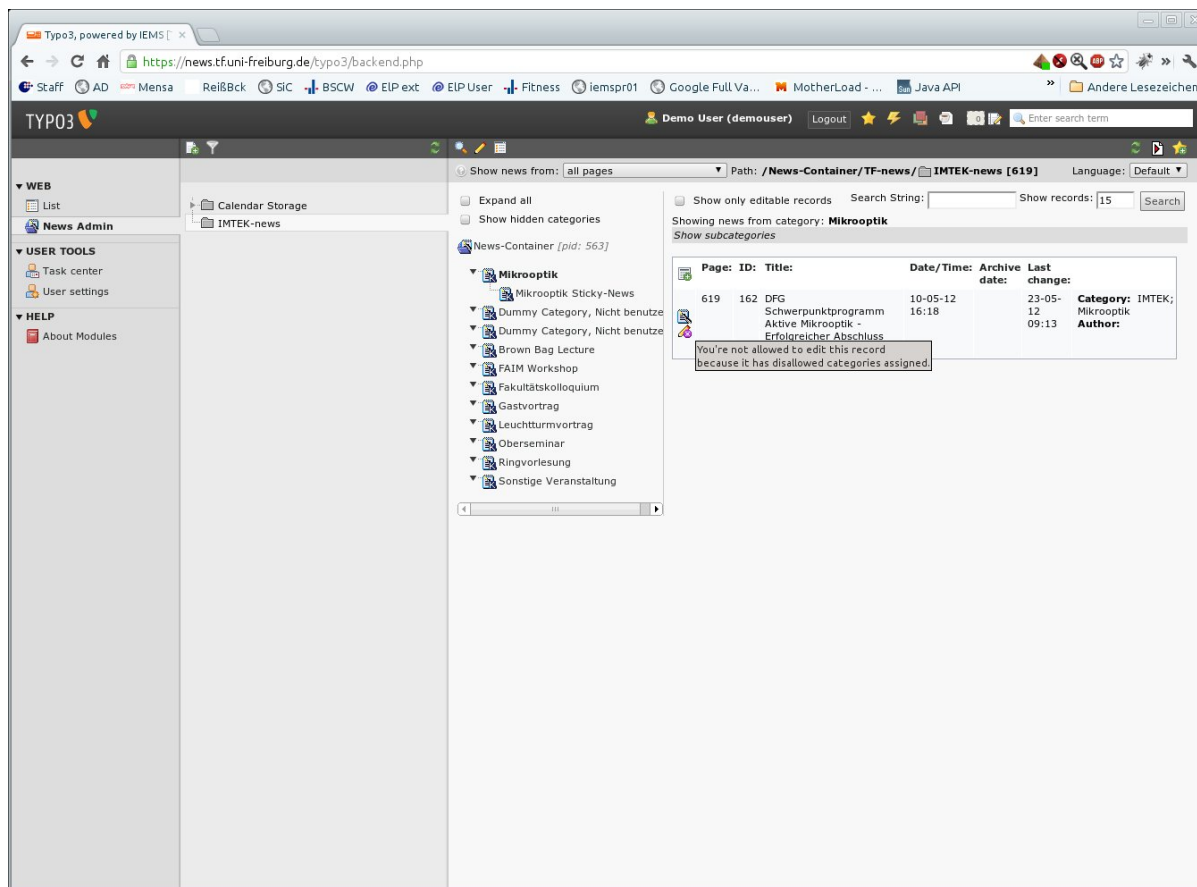 Typo3, powered by IEMS [
https://news.tf.uni-freiburg.de/typo3/backend.php
Staff AD Mensa ReißBck SiC BSCW ElP ext ElP User Fitness iemspr01 Google Full Va... MotherLoad - ... Java API » Andere Lesezeichen
TYPO3 Demo User (demouser) Logout Enter search term
Show news from: all pages Path: /News-Container/TF-news/ IMTEK-news [619] Language: Default
WEB
List
News Admin
USER TOOLS
Task center
User settings
HELP
About Modules
Calendar Storage
IMTEK-news
Expand all
Show hidden categories
News-Container [pid: 563]
Mikrooptik
Mikrooptik Sticky-News
Dummy Category, Nicht benutze
Dummy Category, Nicht benutze
Brown Bag Lecture
FAIM Workshop
Fakultätskolloquium
Gastvortrag
Leuchtturmvortrag
Oberseminar
Ringvorlesung
Sonstige Veranstaltung
Show only editable records Search String: Show records: 15 Search
Showing news from category: Mikrooptik
Show subcategories
Page: ID: Title: Date/Time: Archive date: Last change:
619 162 DFG 10-05-12 23-05- Category: IMTEK;
Schwerpunktprogramm 16:18 12 Mikrooptik
Aktive Mikrooptik - 09:13 Author:
Erfolgreicher Abschluss
You're not allowed to edit this record
because it has disallowed categories assigned.